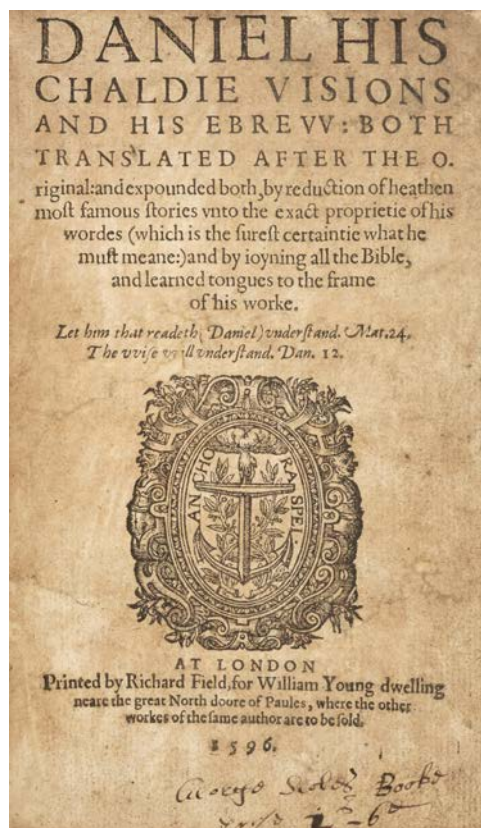 DANIEL HIS
CHALDIE VISIONS
AND HIS EBREVV: BOTH
TRANSLATED AFTER THE O.
riginal: and expounded both, by reduction of heathen
moſt famous ſtories vnto the exact proprietie of his
wordes (which is the ſureſt certaintie what he
muſt meane:) and by ioyning all the Bible,
and learned tongues to the frame
of his worke.
Let him that readeth, Daniel) vnderſtand. Mat. 24.
The vviſe vvill vnderſtand. Dan. 12.
ANCHORA SPEI.
AT LONDON
Printed by Richard Field, for William Young dwelling
neare the great North doore of Paules, where the other
workes of the ſame author are to be ſold.
1596.
George Booke